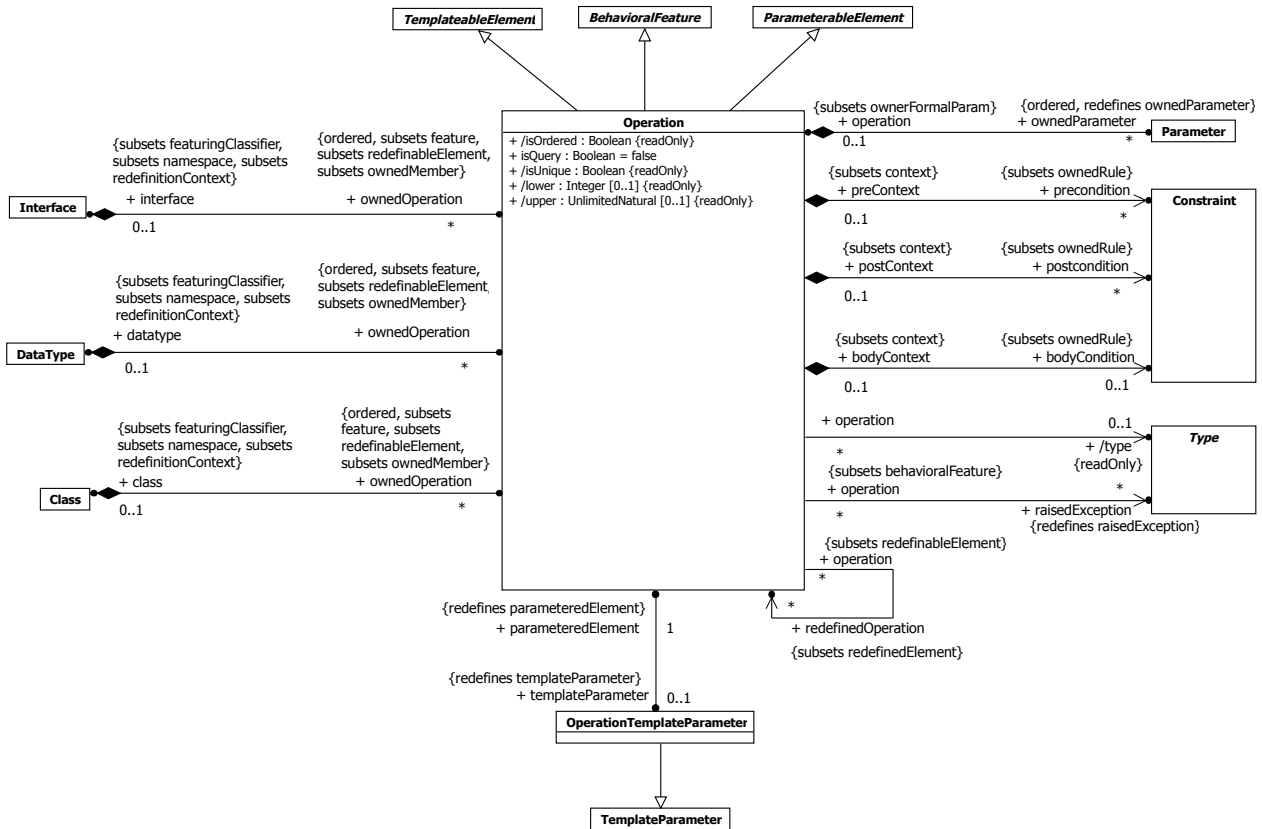 TemplateableElement
BehavioralFeature
ParameterableElement
Operation
+ /isOrdered : Boolean {readOnly}
+ isQuery : Boolean = false
+ /isUnique : Boolean {readOnly}
+ /lower : Integer [0..1] {readOnly}
+ /upper : UnlimitedNatural [0..1] {readOnly}
{subsets featuringClassifier,
subsets namespace, subsets
redefinitionContext}
+ interface
0..1
{ordered, subsets feature,
subsets redefinableElement,
subsets ownedMember}
+ ownedOperation
*
Interface
{subsets featuringClassifier,
subsets namespace, subsets
redefinitionContext}
+ datatype
0..1
{ordered, subsets feature,
subsets redefinableElement,
subsets ownedMember}
+ ownedOperation
*
DataType
{subsets featuringClassifier,
subsets namespace, subsets
redefinitionContext}
+ class
0..1
{ordered, subsets
feature, subsets
redefinableElement,
subsets ownedMember}
+ ownedOperation
*
Class
{subsets ownerFormalParam}
+ operation
0..1
{ordered, redefines ownedParameter}
+ ownedParameter
*
Parameter
{subsets context}
+ preContext
0..1
{subsets ownedRule}
+ precondition
*
Constraint
{subsets context}
+ postContext
0..1
{subsets ownedRule}
+ postcondition
*
{subsets context}
+ bodyContext
0..1
{subsets ownedRule}
+ bodyCondition
0..1
+ operation
*
0..1
+ /type
{readOnly}
Type
{subsets behavioralFeature}
+ operation
*
*
+ raisedException
{redefines raisedException}
{subsets redefinableElement}
+ operation
*
*
+ redefinedOperation
{subsets redefinedElement}
{redefines parameteredElement}
+ parameteredElement
1
{redefines templateParameter}
+ templateParameter
0..1
OperationTemplateParameter
TemplateParameter